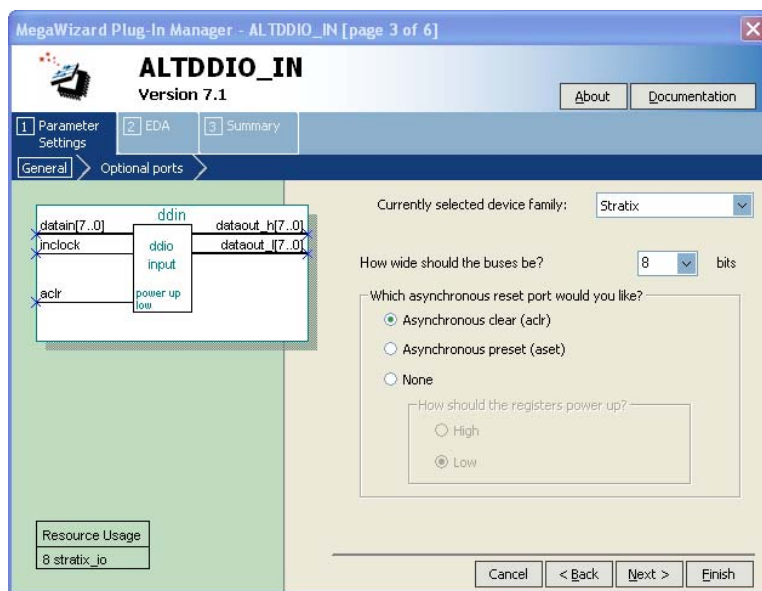 MegaWizard Plug-In Manager - ALTDDIO_IN [page 3 of 6]
ALTDDIO_IN
Version 7.1
About
Documentation
1 Parameter Settings
2 EDA
3 Summary
General
Optional ports
ddin
datain[7..0]
inclock
aclr
ddio
input
power up
low
dataout_h[7..0]
dataout_l[7..0]
Resource Usage
8 stratix_io
Currently selected device family: Stratix
How wide should the buses be? 8 bits
Which asynchronous reset port would you like?
Asynchronous clear (aclr)
Asynchronous preset (aset)
None
How should the registers power up?
High
Low
Cancel
< Back
Next >
Finish